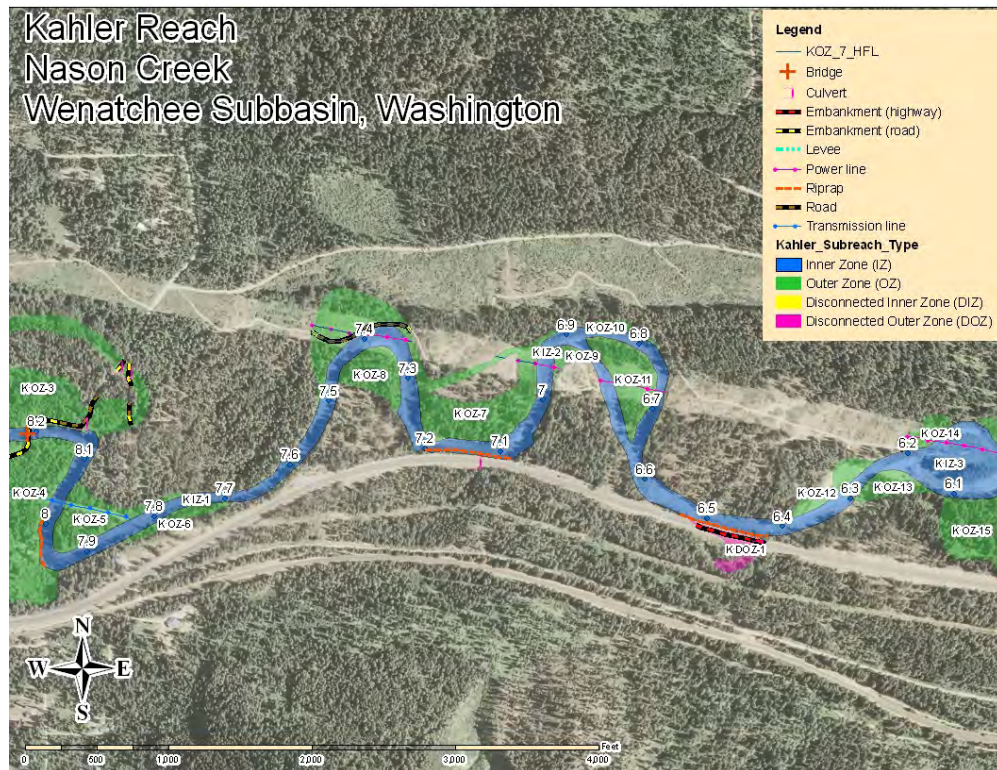 Kahler Reach
Nason Creek
Wenatchee Subbasin, Washington
Legend
KOZ_7_HFL
Bridge
Culvert
Embankment (highway)
Embankment (road)
Levee
Power line
Riprap
Road
Transmission line
Kahler_Subreach_Type
Inner Zone (IZ)
Outer Zone (OZ)
Disconnected Inner Zone (DIZ)
Disconnected Outer Zone (DOZ)
6.9
KOZ-10
6.8
7.4
KIZ-2
KOZ-9
KOZ-8
7.3
KOZ-11
KOZ-3
7.5
7
6.7
KOZ-7
8.2
7.2
7.1
KOZ-14
8.1
6.2
7.6
6.6
KIZ-3
KOZ-4
7.7
6.3
KOZ-13
6.1
KIZ-1
KOZ-12
7.8
8
KOZ-5
KOZ-6
6.5
6.4
KOZ-15
7.9
KDOZ-1
N
W
E
S
0
500
1,000
2,000
3,000
4,000
Feet